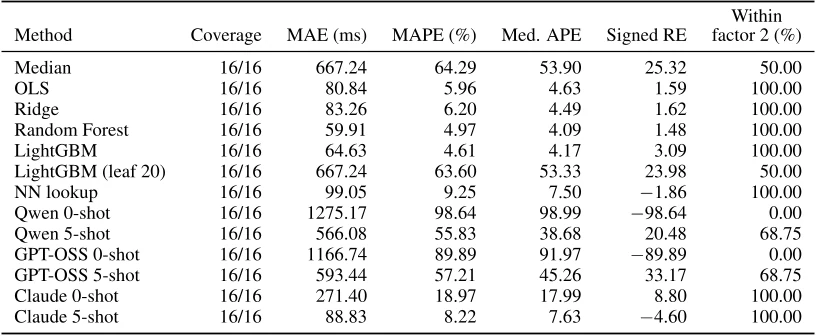 Within
Method Coverage MAE (ms) MAPE (%) Med. APE Signed RE factor 2 (%)
Median 16/16 667.24 64.29 53.90 25.32 50.00
OLS 16/16 80.84 5.96 4.63 1.59 100.00
Ridge 16/16 83.26 6.20 4.49 1.62 100.00
Random Forest 16/16 59.91 4.97 4.09 1.48 100.00
LightGBM 16/16 64.63 4.61 4.17 3.09 100.00
LightGBM (leaf 20) 16/16 667.24 63.60 53.33 23.98 50.00
NN lookup 16/16 99.05 9.25 7.50 −1.86 100.00
Qwen 0-shot 16/16 1275.17 98.64 98.99 −98.64 0.00
Qwen 5-shot 16/16 566.08 55.83 38.68 20.48 68.75
GPT-OSS 0-shot 16/16 1166.74 89.89 91.97 −89.89 0.00
GPT-OSS 5-shot 16/16 593.44 57.21 45.26 33.17 68.75
Claude 0-shot 16/16 271.40 18.97 17.99 8.80 100.00
Claude 5-shot 16/16 88.83 8.22 7.63 −4.60 100.00